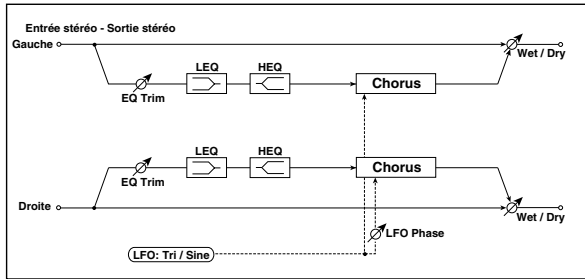 Entrée stéréo - Sortie stéréo
Gauche
Wet / Dry
LEQ
HEQ
EQ Trim
Chorus
LEQ
HEQ
EQ Trim
Chorus
Droite
Wet / Dry
LFO Phase
LFO: Tri / Sine